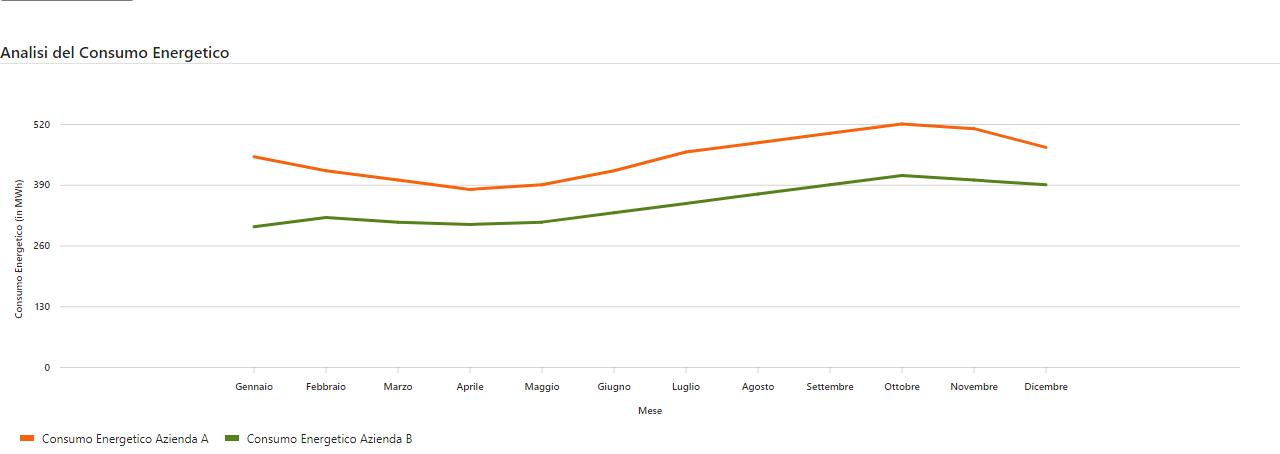 Analisi del Consumo Energetico
520
390
260
130
0
Consumo Energetico (in MWh)
Gennaio Febbraio Marzo Aprile Maggio Giugno Luglio Agosto Settembre Ottobre Novembre Dicembre
Mese
Consumo Energetico Azienda A Consumo Energetico Azienda B